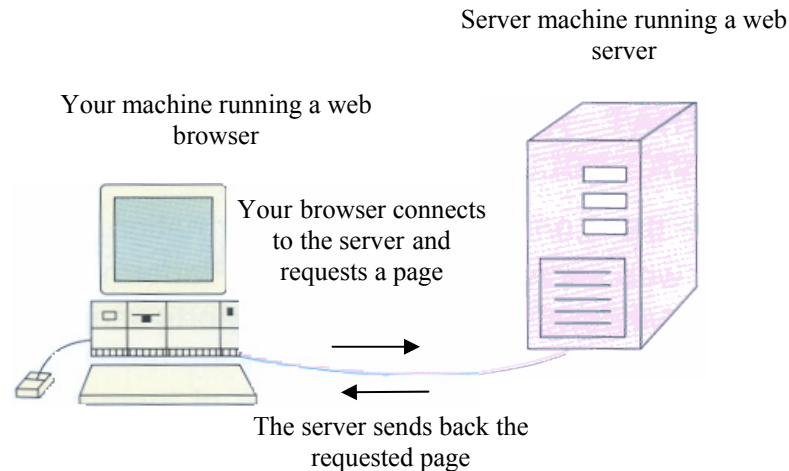 Server machine running a web
server
Your machine running a web
browser
Your browser connects
to the server and
requests a page
The server sends back the
requested page